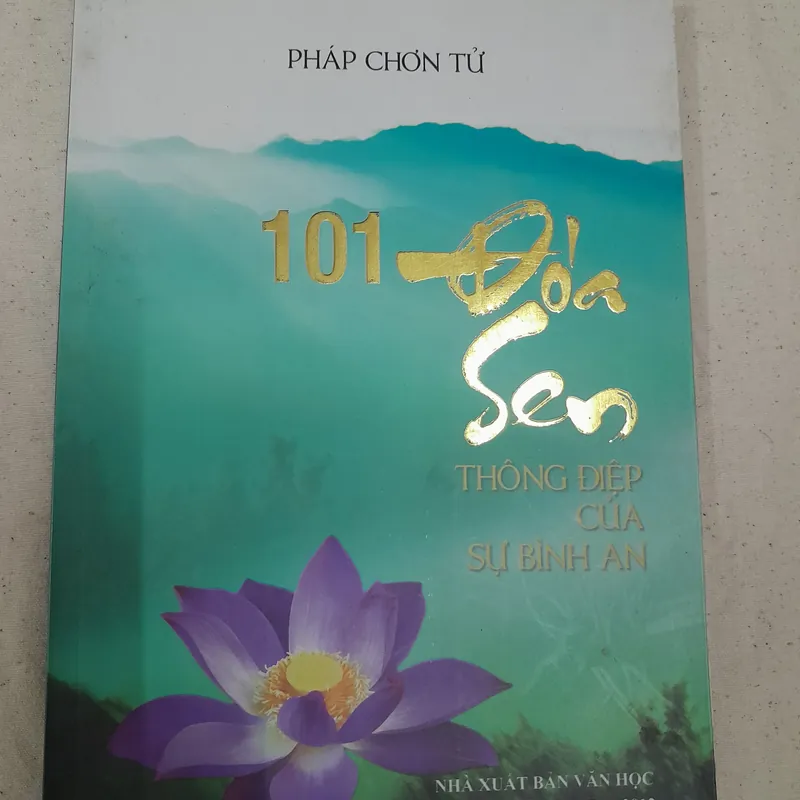 PHÁP CHƠN TỬ
101 Đóa
Sen
THÔNG ĐIỆP
CỦA
SỰ BÌNH AN
NHÀ XUẤT BẢN VĂN HỌC